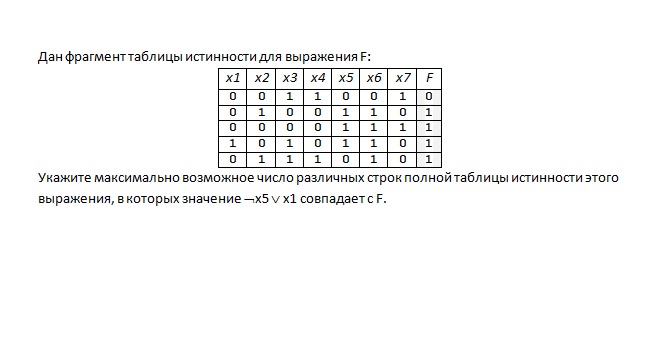 Дан фрагмент таблицы истинности для выражения F:
x1 x2 x3 x4 x5 x6 x7 F
0 0 1 1 0 0 1 0
0 1 0 0 1 1 0 1
0 0 0 0 1 1 1 1
1 0 1 0 1 1 0 1
0 1 1 1 0 1 0 1
Укажите максимально возможное число различных строк полной таблицы истинности этого
выражения, в которых значение ¬x5 ∨ x1 совпадает с F.